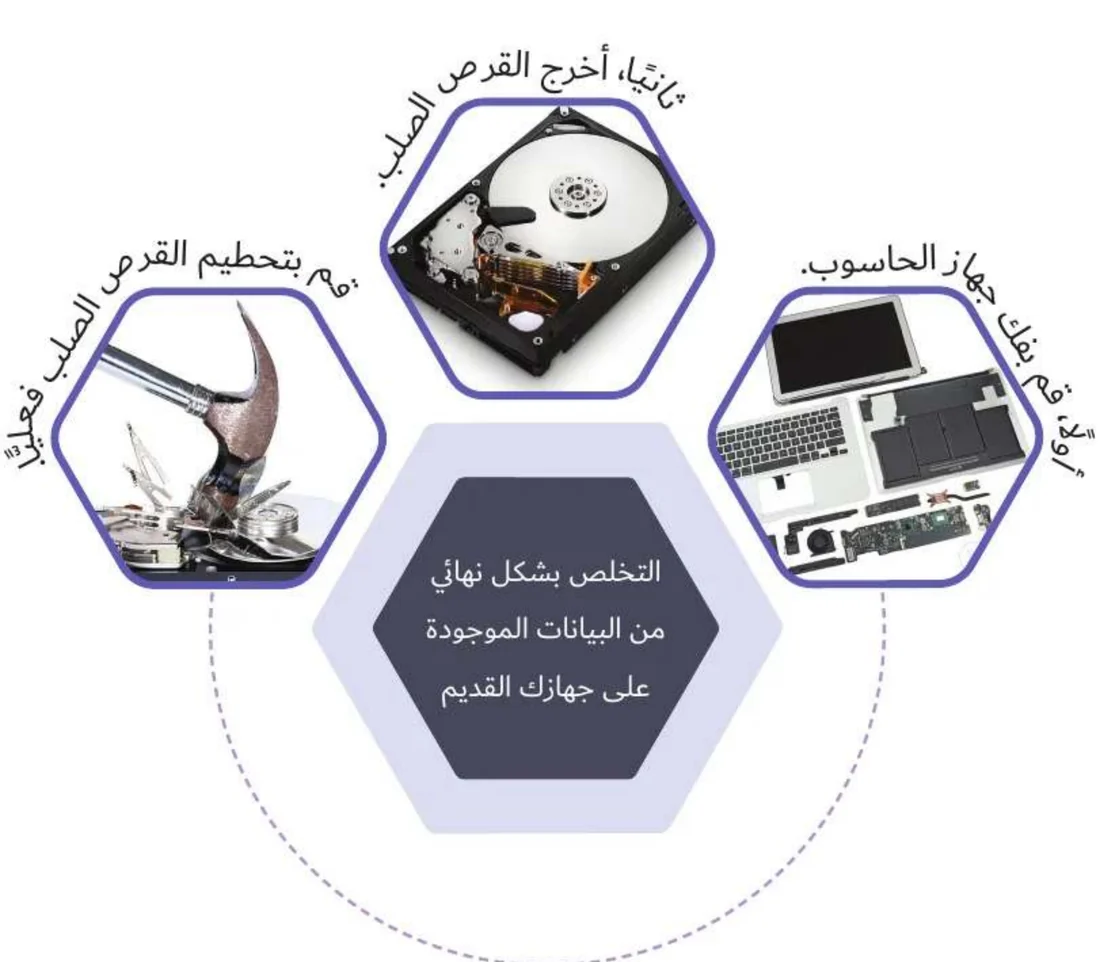 ثانيًا، أخرج القرص الصلب.
أولًا، قم بفك جهاز الحاسوب.
قم بتحطيم القرص الصلب فعليًّا
التخلص بشكل نهائي
من البيانات الموجودة
على جهازك القديم